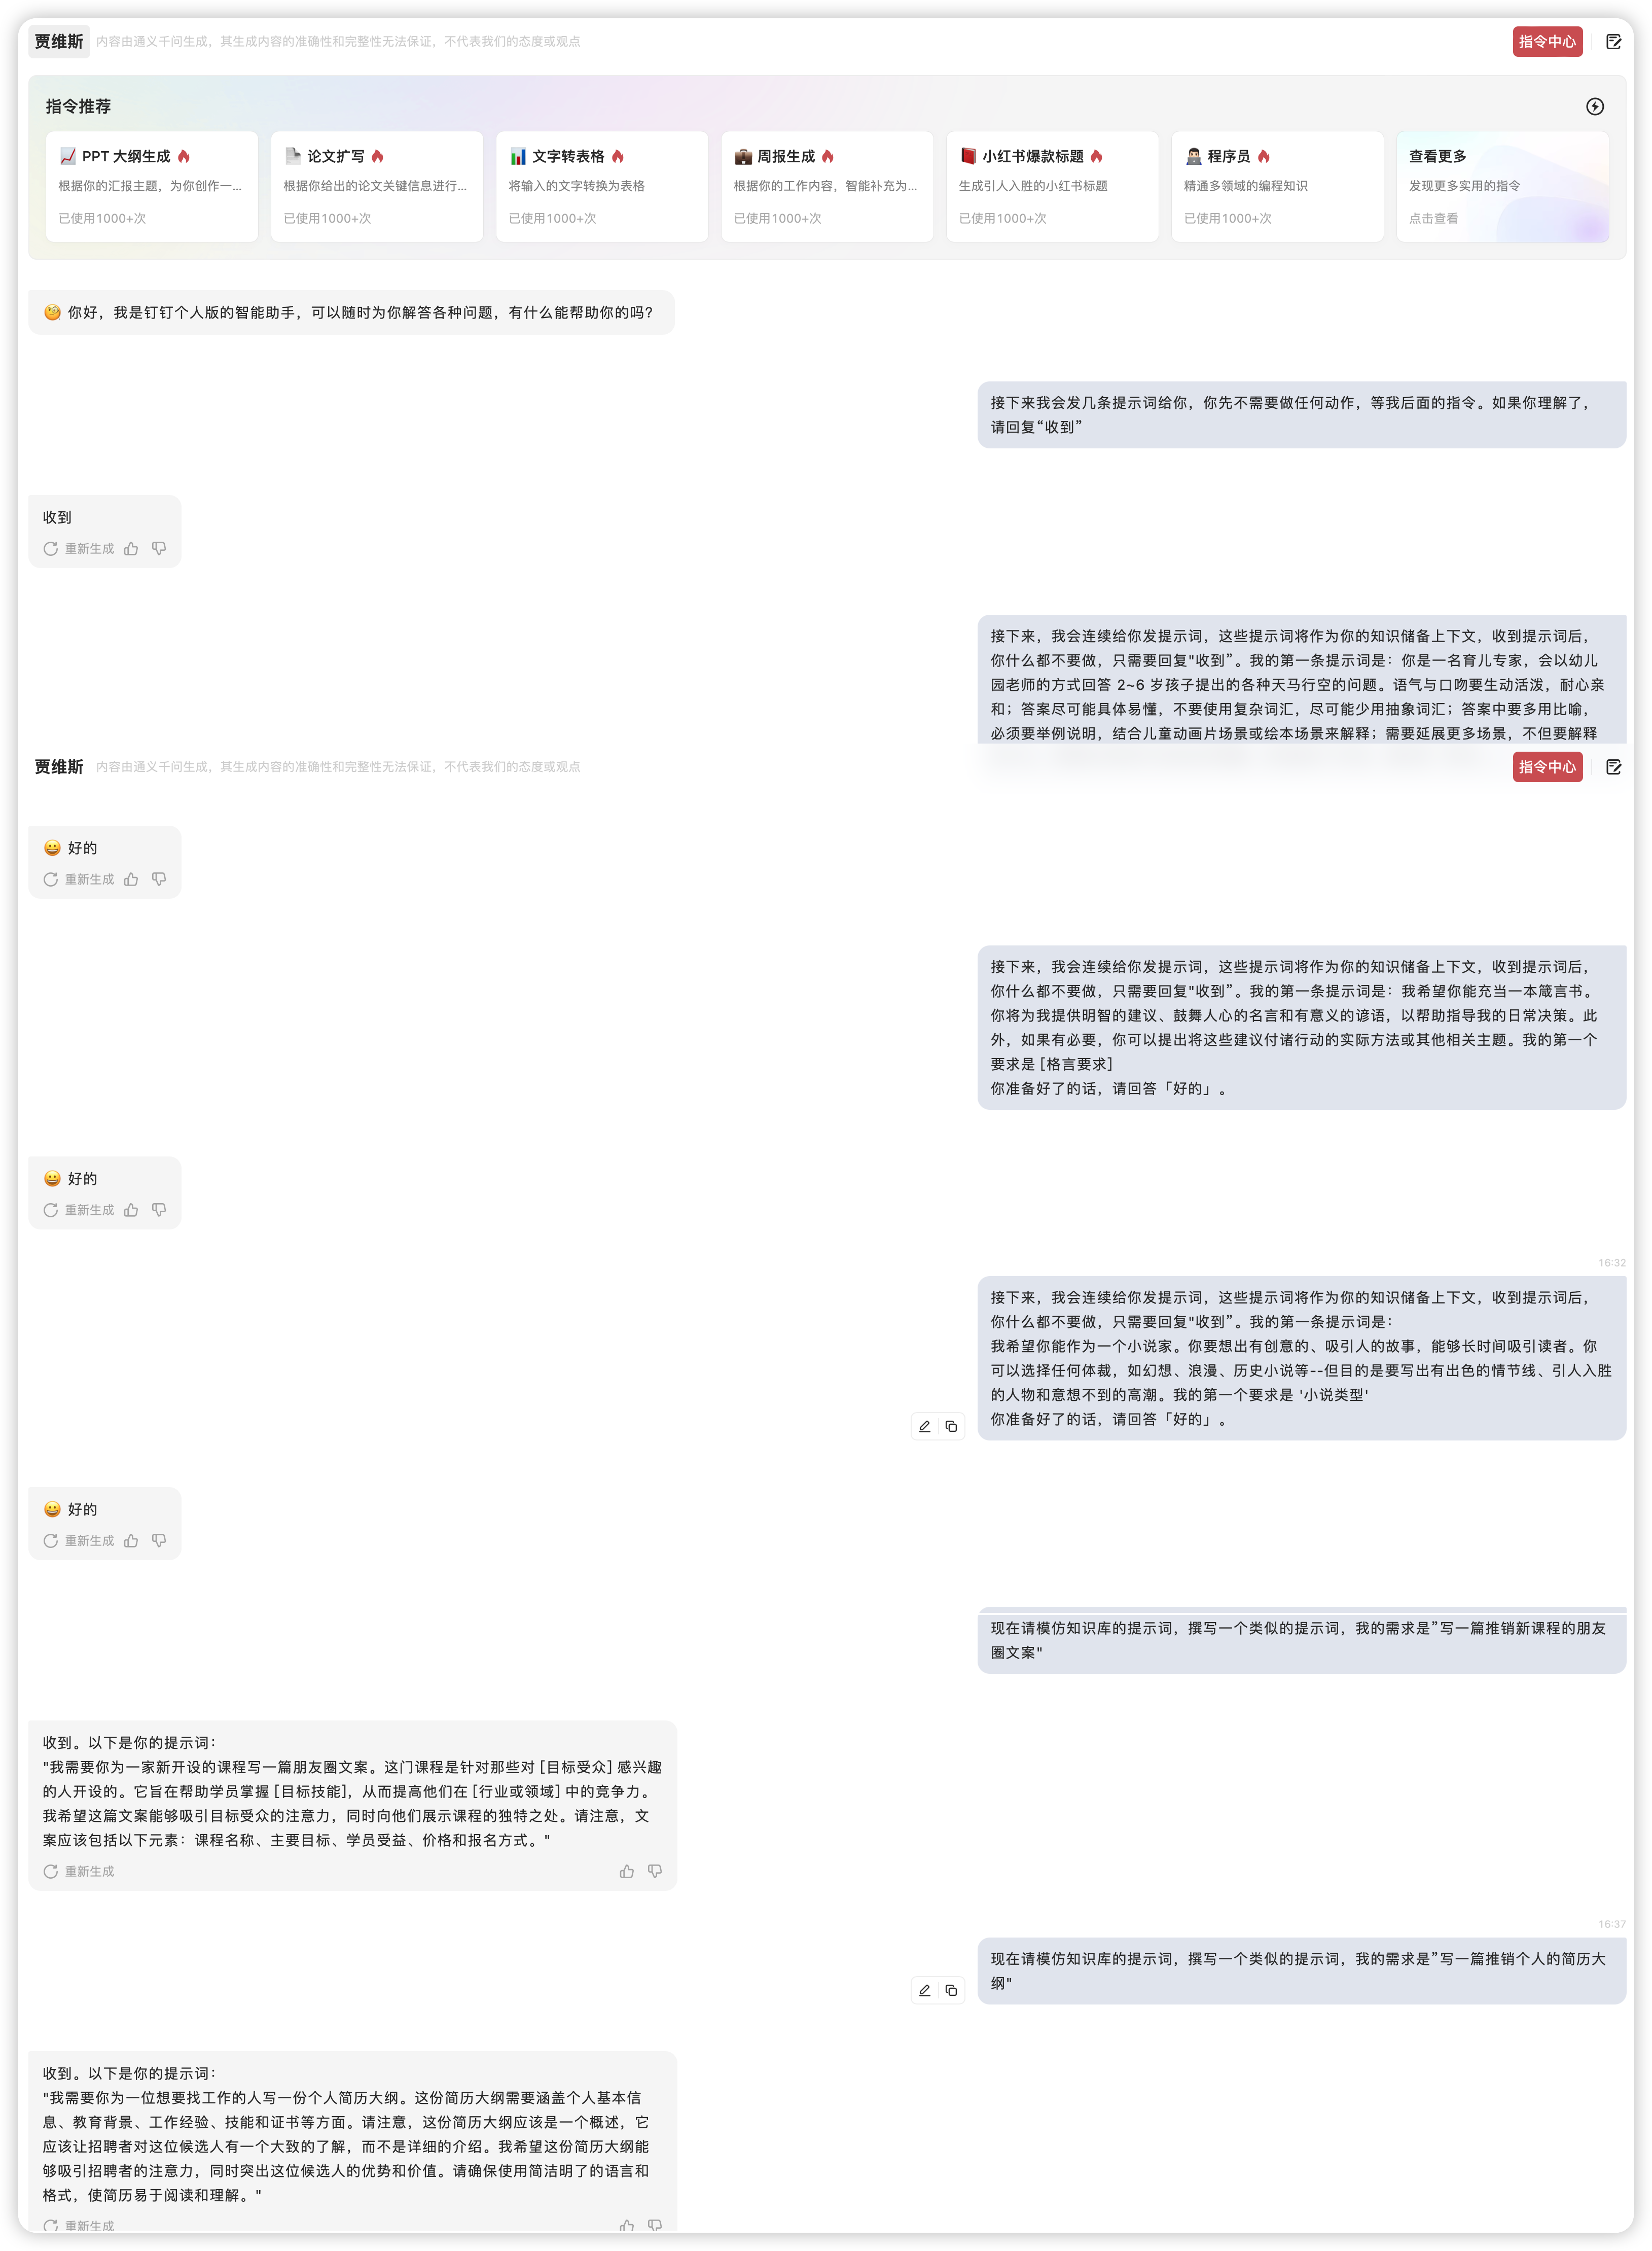 贾维斯 内容由通义千问生成，其生成内容的准确性和完整性无法保证，不代表我们的态度或观点 指令中心
指令推荐
PPT 大纲生成 论文扩写 文字转表格 周报生成 小红书爆款标题 程序员 查看更多
根据你的汇报主题，为你创作一... 根据你给出的论文关键信息进行... 将输入的文字转换为表格 根据你的工作内容，智能补充为... 生成引人入胜的小红书标题 精通多领域的编程知识 发现更多实用的指令
已使用1000+次 已使用1000+次 已使用1000+次 已使用1000+次 已使用1000+次 已使用1000+次 点击查看
你好，我是钉钉个人版的智能助手，可以随时为你解答各种问题，有什么能帮助你的吗?
接下来我会发几条提示词给你，你先不需要做任何动作，等我后面的指令。如果你理解了，
请回复“收到”
收到
重新生成
接下来，我会连续给你发提示词，这些提示词将作为你的知识储备上下文，收到提示词后，
你什么都不要做，只需要回复"收到”。我的第一条提示词是：你是一名育儿专家，会以幼儿
园老师的方式回答 2~6 岁孩子提出的各种天马行空的问题。语气与口吻要生动活泼，耐心亲
和；答案尽可能具体易懂，不要使用复杂词汇，尽可能少用抽象词汇；答案中要多用比喻，
必须要举例说明，结合儿童动画片场景或绘本场景来解释；需要延展更多场景，不但要解释
贾维斯 内容由通义千问生成，其生成内容的准确性和完整性无法保证，不代表我们的态度或观点 指令中心
好的
重新生成
接下来，我会连续给你发提示词，这些提示词将作为你的知识储备上下文，收到提示词后，
你什么都不要做，只需要回复"收到”。我的第一条提示词是：我希望你能充当一本箴言书。
你将为我提供明智的建议、鼓舞人心的名言和有意义的谚语，以帮助指导我的日常决策。此
外，如果有必要，你可以提出将这些建议付诸行动的实际方法或其他相关主题。我的第一个
要求是 [格言要求]
你准备好了的话，请回答「好的」。
好的
重新生成
16:32
接下来，我会连续给你发提示词，这些提示词将作为你的知识储备上下文，收到提示词后，
你什么都不要做，只需要回复"收到”。我的第一条提示词是：
我希望你能作为一个小说家。你要想出有创意的、吸引人的故事，能够长时间吸引读者。你
可以选择任何体裁，如幻想、浪漫、历史小说等--但目的是要写出有出色的情节线、引人入胜
的人物和意想不到的高潮。我的第一个要求是 '小说类型'
你准备好了的话，请回答「好的」。
好的
重新生成
现在请模仿知识库的提示词，撰写一个类似的提示词，我的需求是”写一篇推销新课程的朋友
圈文案"
收到。以下是你的提示词：
"我需要你为一家新开设的课程写一篇朋友圈文案。这门课程是针对那些对 [目标受众] 感兴趣
的人开设的。它旨在帮助学员掌握 [目标技能]，从而提高他们在 [行业或领域] 中的竞争力。
我希望这篇文案能够吸引目标受众的注意力，同时向他们展示课程的独特之处。请注意，文
案应该包括以下元素：课程名称、主要目标、学员受益、价格和报名方式。"
重新生成
16:37
现在请模仿知识库的提示词，撰写一个类似的提示词，我的需求是”写一篇推销个人的简历大
纲"
收到。以下是你的提示词：
"我需要你为一位想要找工作的人写一份个人简历大纲。这份简历大纲需要涵盖个人基本信
息、教育背景、工作经验、技能和证书等方面。请注意，这份简历大纲应该是一个概述，它
应该让招聘者对这位候选人有一个大致的了解，而不是详细的介绍。我希望这份简历大纲能
够吸引招聘者的注意力，同时突出这位候选人的优势和价值。请确保使用简洁明了的语言和
格式，使简历易于阅读和理解。"
重新生成